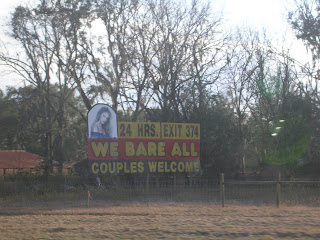 24 HRS. EXIT 374
WE BARE ALL
COUPLES WELCOME